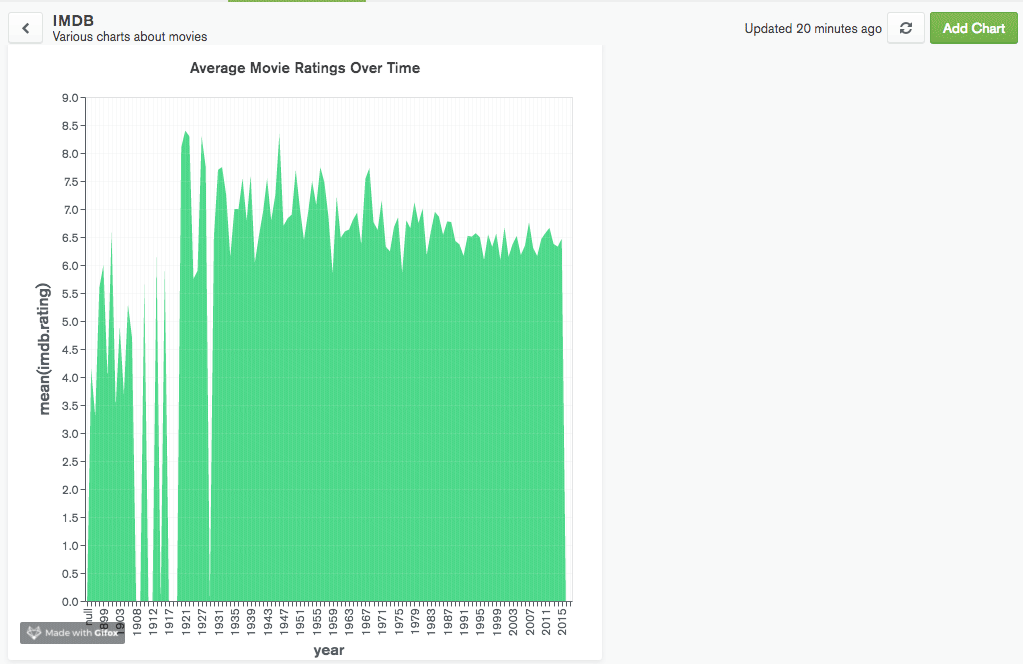 IMDB
Various charts about movies
Updated 20 minutes ago
Add Chart
Average Movie Ratings Over Time
9.0
8.5
8.0
7.5
7.0
6.5
6.0
5.5
5.0
4.5
4.0
3.5
3.0
2.5
2.0
1.5
1.0
0.5
0.0
mean(imdb.rating)
null 1903 1908 1912 1917 1921 1927 1931 1935 1939 1943 1947 1951 1955 1959 1963 1967 1971 1975 1979 1983 1987 1991 1995 1999 2003 2007 2011 2015
Made with Gifox
year